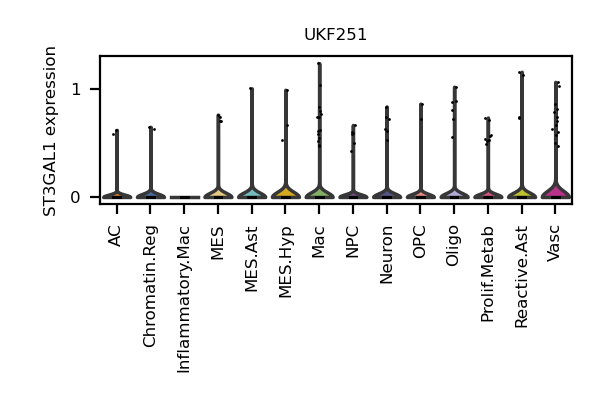 UKF251
ST3GAL1 expression
1
0
AC
Chromatin.Reg
Inflammatory.Mac
MES
MES.Ast
MES.Hyp
Mac
NPC
Neuron
OPC
Oligo
Prolif.Metab
Reactive.Ast
Vasc